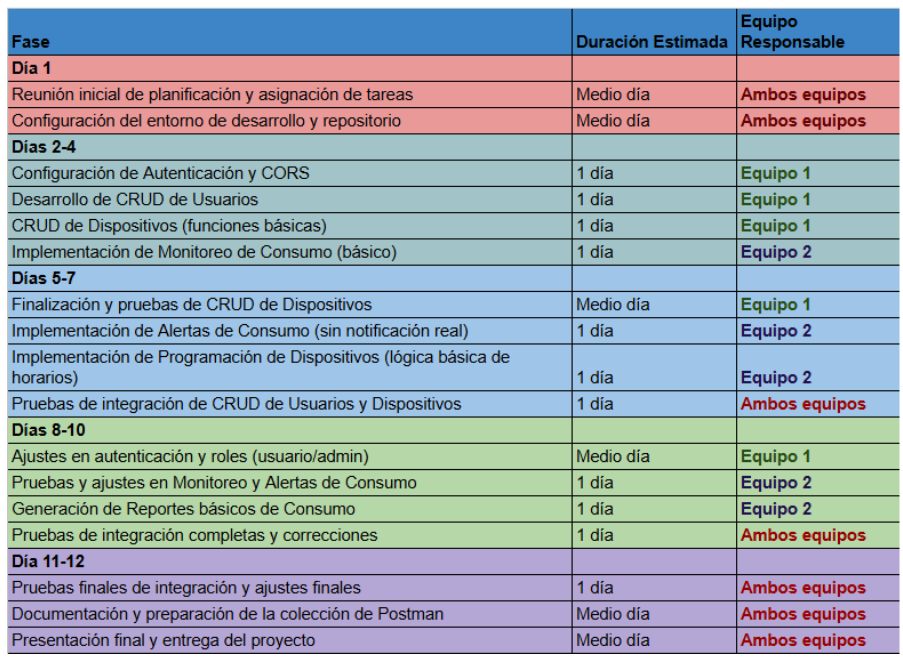 Fase Duración Estimada Equipo Responsable
Día 1
Reunión inicial de planificación y asignación de tareas Medio día Ambos equipos
Configuración del entorno de desarrollo y repositorio Medio día Ambos equipos
Días 2-4
Configuración de Autenticación y CORS 1 día Equipo 1
Desarrollo de CRUD de Usuarios 1 día Equipo 1
CRUD de Dispositivos (funciones básicas) 1 día Equipo 1
Implementación de Monitoreo de Consumo (básico) 1 día Equipo 2
Días 5-7
Finalización y pruebas de CRUD de Dispositivos Medio día Equipo 1
Implementación de Alertas de Consumo (sin notificación real) 1 día Equipo 2
Implementación de Programación de Dispositivos (lógica básica de
horarios) 1 día Equipo 2
Pruebas de integración de CRUD de Usuarios y Dispositivos 1 día Ambos equipos
Días 8-10
Ajustes en autenticación y roles (usuario/admin) Medio día Equipo 1
Pruebas y ajustes en Monitoreo y Alertas de Consumo 1 día Equipo 2
Generación de Reportes básicos de Consumo 1 día Equipo 2
Pruebas de integración completas y correcciones 1 día Ambos equipos
Día 11-12
Pruebas finales de integración y ajustes finales 1 día Ambos equipos
Documentación y preparación de la colección de Postman Medio día Ambos equipos
Presentación final y entrega del proyecto Medio día Ambos equipos